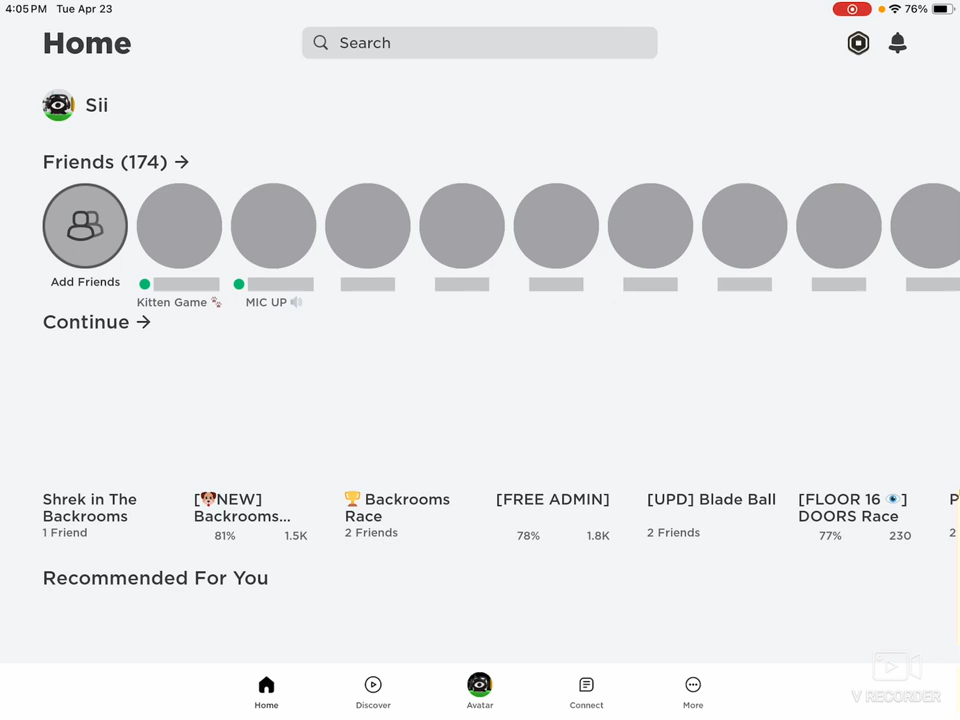 4:05 PM Tue Apr 23
76%
Home
Search
Sii
Friends (174) →
Add Friends
Kitten Game 🐾
MIC UP 🔊
Continue →
Shrek in The
Backrooms
1 Friend
[🐶NEW]
Backrooms...
81% 1.5K
🏆 Backrooms
Race
2 Friends
[FREE ADMIN]
78% 1.8K
[UPD] Blade Ball
2 Friends
[FLOOR 16 👁️]
DOORS Race
77% 230
P
2
Recommended For You
Home
Discover
Avatar
Connect
More
V RECORDER